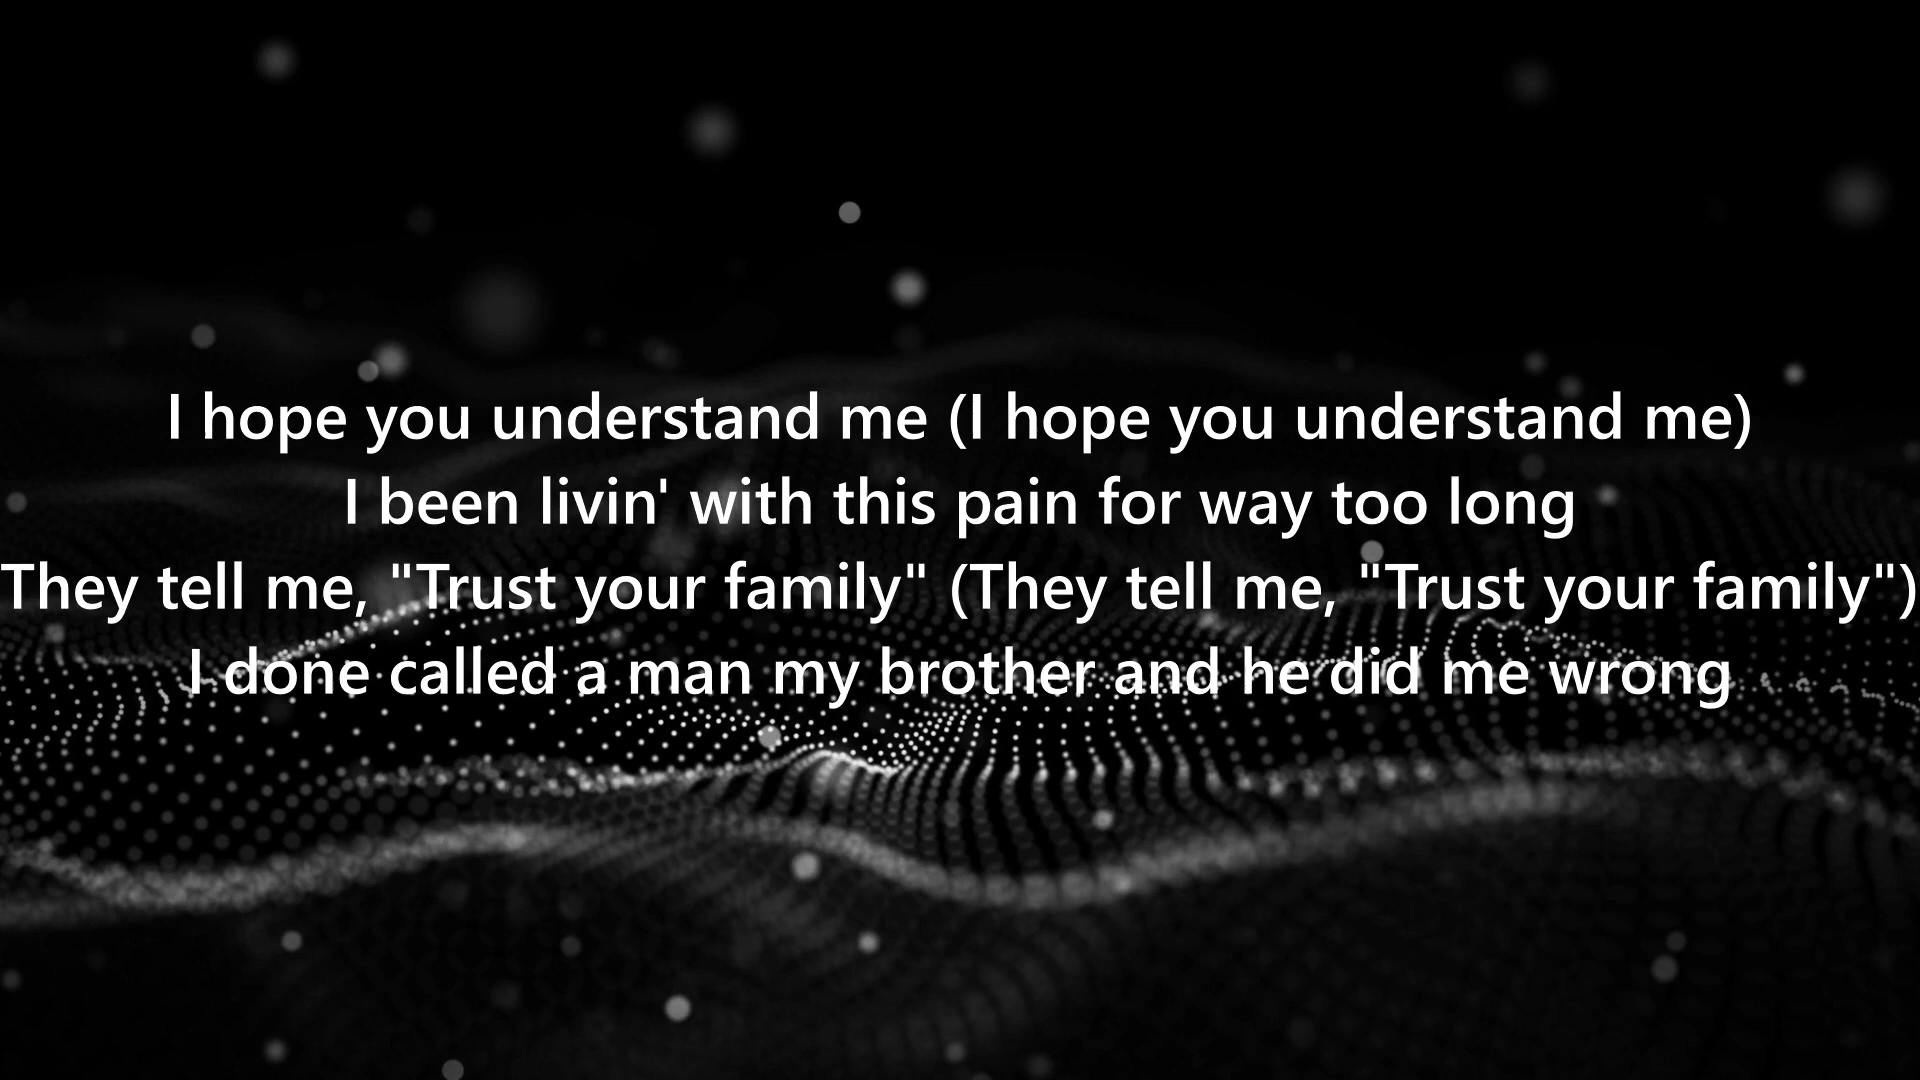 I hope you understand me (I hope you understand me)
I been livin' with this pain for way too long
They tell me, "Trust your family" (They tell me, "Trust your family")
I done called a man my brother and he did me wrong